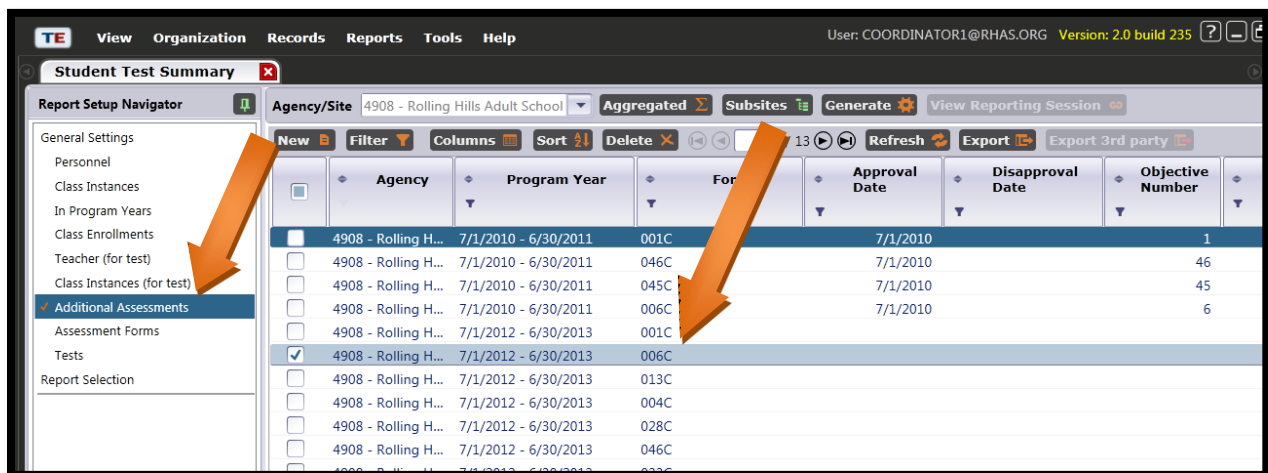 TE View Organization Records Reports Tools Help User: COORDINATOR1@RHAS.ORG Version: 2.0 build 235 ?
Student Test Summary
Report Setup Navigator Agency/Site 4908 - Rolling Hills Adult School Aggregated Subsites Generate View Reporting Session
General Settings
Personnel
Class Instances
In Program Years
Class Enrollments
Teacher (for test)
Class Instances (for test)
Additional Assessments
Assessment Forms
Tests
Report Selection
New Filter Columns Sort Delete 13 Refresh Export Export 3rd party
Agency Program Year Approval Date Disapproval Date Objective Number
4908 - Rolling H... 7/1/2010 - 6/30/2011 001C 7/1/2010 1
4908 - Rolling H... 7/1/2010 - 6/30/2011 046C 7/1/2010 46
4908 - Rolling H... 7/1/2010 - 6/30/2011 045C 7/1/2010 45
4908 - Rolling H... 7/1/2010 - 6/30/2011 006C 7/1/2010 6
4908 - Rolling H... 7/1/2012 - 6/30/2013 001C
4908 - Rolling H... 7/1/2012 - 6/30/2013 006C
4908 - Rolling H... 7/1/2012 - 6/30/2013 013C
4908 - Rolling H... 7/1/2012 - 6/30/2013 004C
4908 - Rolling H... 7/1/2012 - 6/30/2013 028C
4908 - Rolling H... 7/1/2012 - 6/30/2013 046C